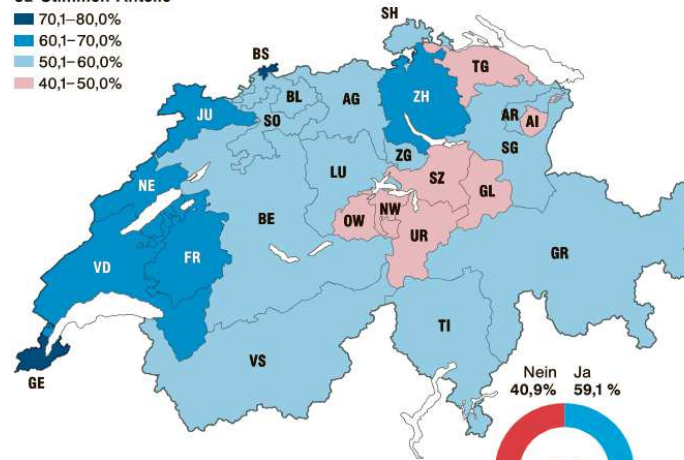 70,1–80,0%
60,1–70,0%
50,1–60,0%
40,1–50,0%
SH
BS
TG
BL
AG
ZH
JU
SO
AR
AI
ZG
SG
LU
SZ
NE
GL
NW
OW
BE
UR
FR
GR
VD
TI
VS
GE
Nein Ja
40,9% 59,1 %